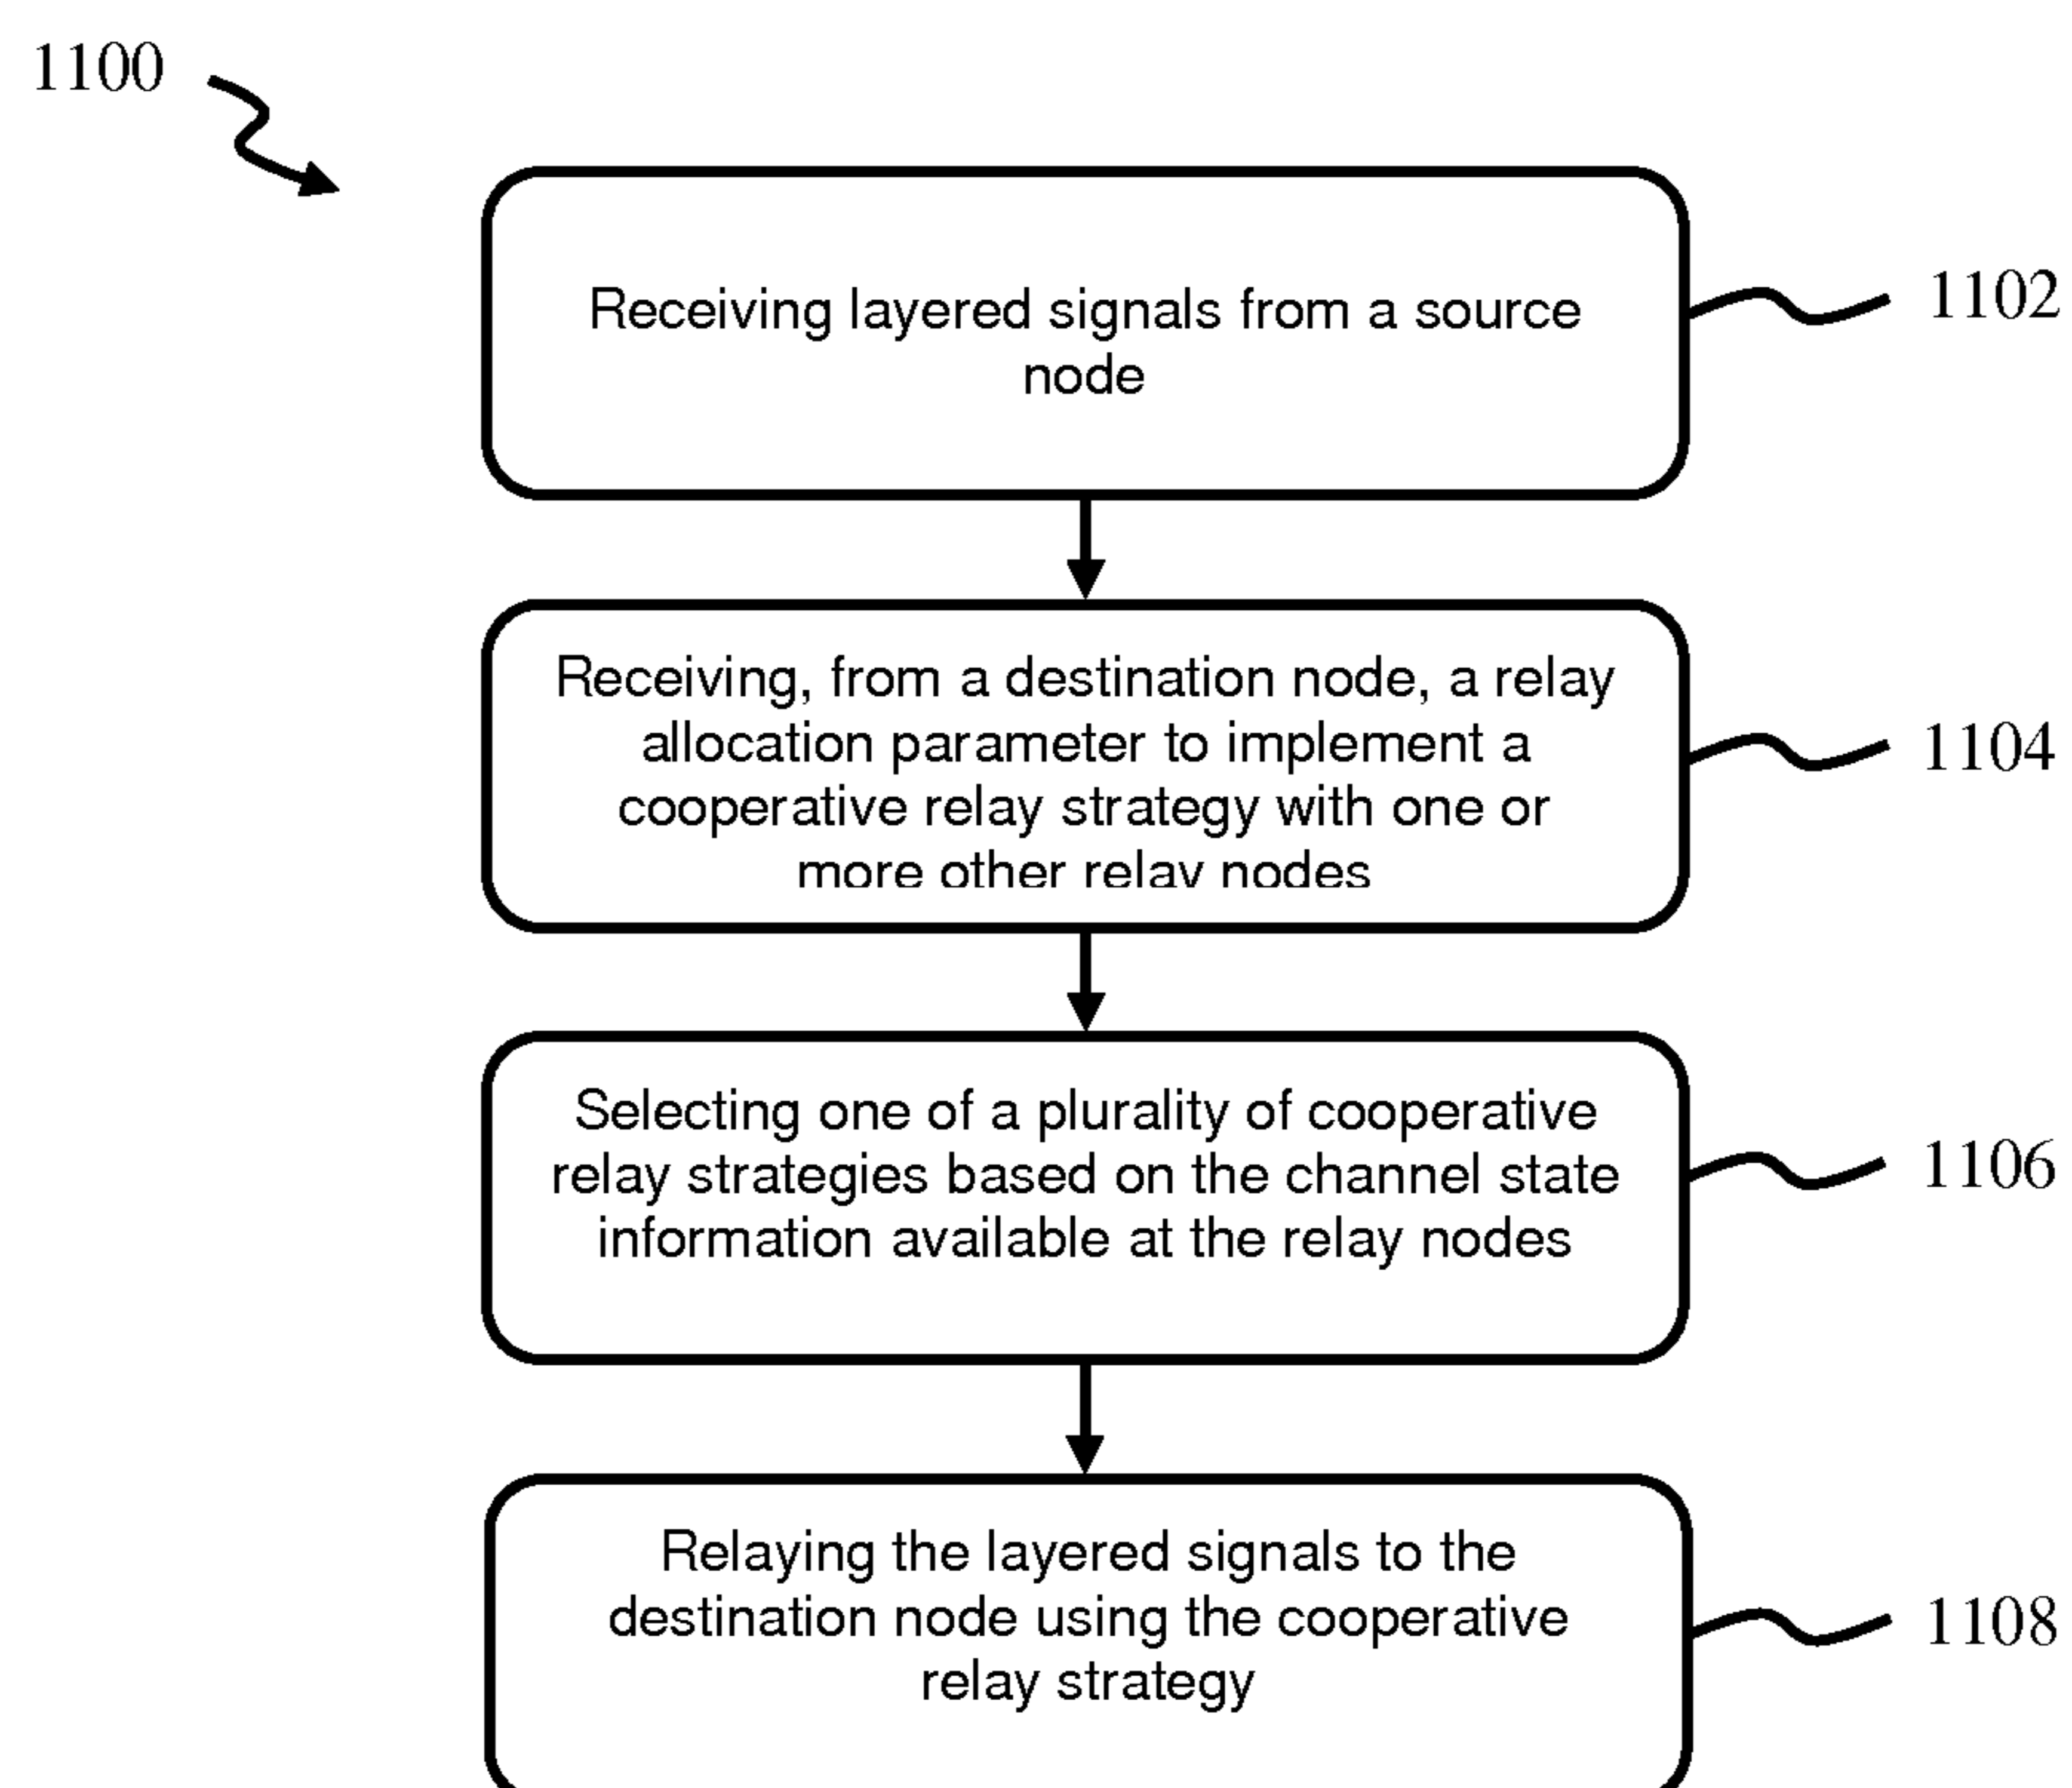 1100
Receiving layered signals from a source
node
1102
Receiving, from a destination node, a relay
allocation parameter to implement a
cooperative relay strategy with one or
more other relay nodes
1104
Selecting one of a plurality of cooperative
relay strategies based on the channel state
information available at the relay nodes
1106
Relaying the layered signals to the
destination node using the cooperative
relay strategy
1108